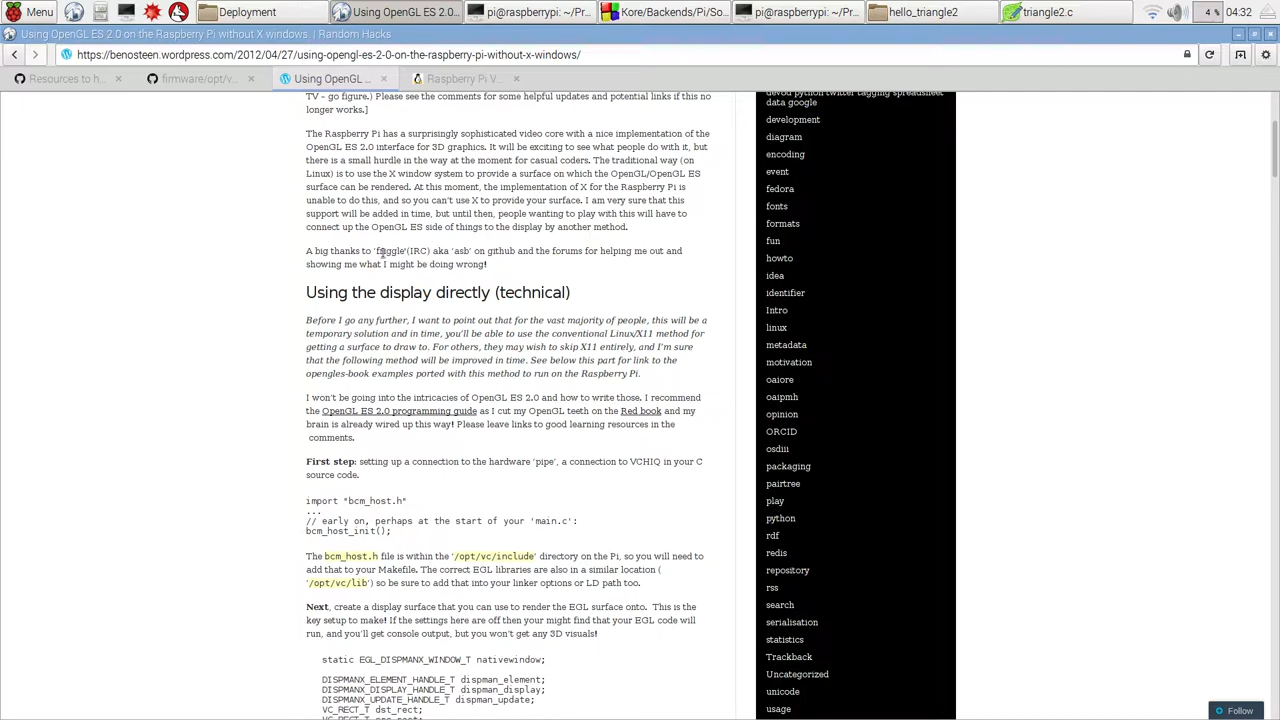 Menu
Deployment
Using OpenGL ES 2.0 ...
pi@raspberrypi: ~/Pr...
Kore/Backends/Pi/So...
pi@raspberrypi: ~/Pr...
hello_triangle2
triangle2.c
4 %
04:32
Using OpenGL ES 2.0 on the Raspberry Pi without X windows. | Random Hacks
https://benosteen.wordpress.com/2012/04/27/using-opengl-es-2-0-on-the-raspberry-pi-without-x-windows/
Resources to h...
firmware/opt/v...
Using OpenGL ...
Raspberry Pi V...
TV – go figure.) Please see the comments for some helpful updates and potential links if this no
longer works.]
The Raspberry Pi has a surprisingly sophisticated video core with a nice implementation of the
OpenGL ES 2.0 interface for 3D graphics. It will be exciting to see what people do with it, but
there is a small hurdle in the way at the moment for casual coders. The traditional way (on
Linux) is to use the X window system to provide a surface on which the OpenGL/OpenGL ES
surface can be rendered. At this moment, the implementation of X for the Raspberry Pi is
unable to do this, and so you can't use X to provide your surface. I am very sure that this
support will be added in time, but until then, people wanting to play with this will have to
connect up the OpenGL ES side of things to the display by another method.
A big thanks to 'foggle'(IRC) aka 'asb' on github and the forums for helping me out and
showing me what I might be doing wrong!
Using the display directly (technical)
Before I go any further, I want to point out that for the vast majority of people, this will be a
temporary solution and in time, you'll be able to use the conventional Linux/X11 method for
getting a surface to draw to. For others, they may wish to skip X11 entirely, and I'm sure
that the following method will be improved in time. See below this part for link to the
opengles-book examples ported with this method to run on the Raspberry Pi.
I won't be going into the intricacies of OpenGL ES 2.0 and how to write those. I recommend
the OpenGL ES 2.0 programming guide as I cut my OpenGL teeth on the Red book and my
brain is already wired up this way! Please leave links to good learning resources in the
comments.
First step: setting up a connection to the hardware 'pipe', a connection to VCHIQ in your C
source code.
import "bcm_host.h"
...
// early on, perhaps at the start of your 'main.c':
bcm_host_init();
The bcm_host.h file is within the '/opt/vc/include' directory on the Pi, so you will need to
add that to your Makefile. The correct EGL libraries are also in a similar location (
'/opt/vc/lib') so be sure to add that into your linker options or LD path too.
Next, create a display surface that you can use to render the EGL surface onto. This is the
key setup to make! If the settings here are off then your might find that your EGL code will
run, and you'll get console output, but you won't get any 3D visuals!
static EGL_DISPMANX_WINDOW_T nativewindow;
DISPMANX_ELEMENT_HANDLE_T dispman_element;
DISPMANX_DISPLAY_HANDLE_T dispman_display;
DISPMANX_UPDATE_HANDLE_T dispman_update;
VC_RECT_T dst_rect;
VC_RECT_T src_rect;
devod python twitter tagging spreadsheet
data google
development
diagram
encoding
event
fedora
fonts
formats
fun
howto
idea
identifier
Intro
linux
metadata
motivation
oaiore
oaipmh
opinion
ORCID
osdiii
packaging
pairtree
play
python
rdf
redis
repository
rss
search
serialisation
statistics
Trackback
Uncategorized
unicode
usage
Follow